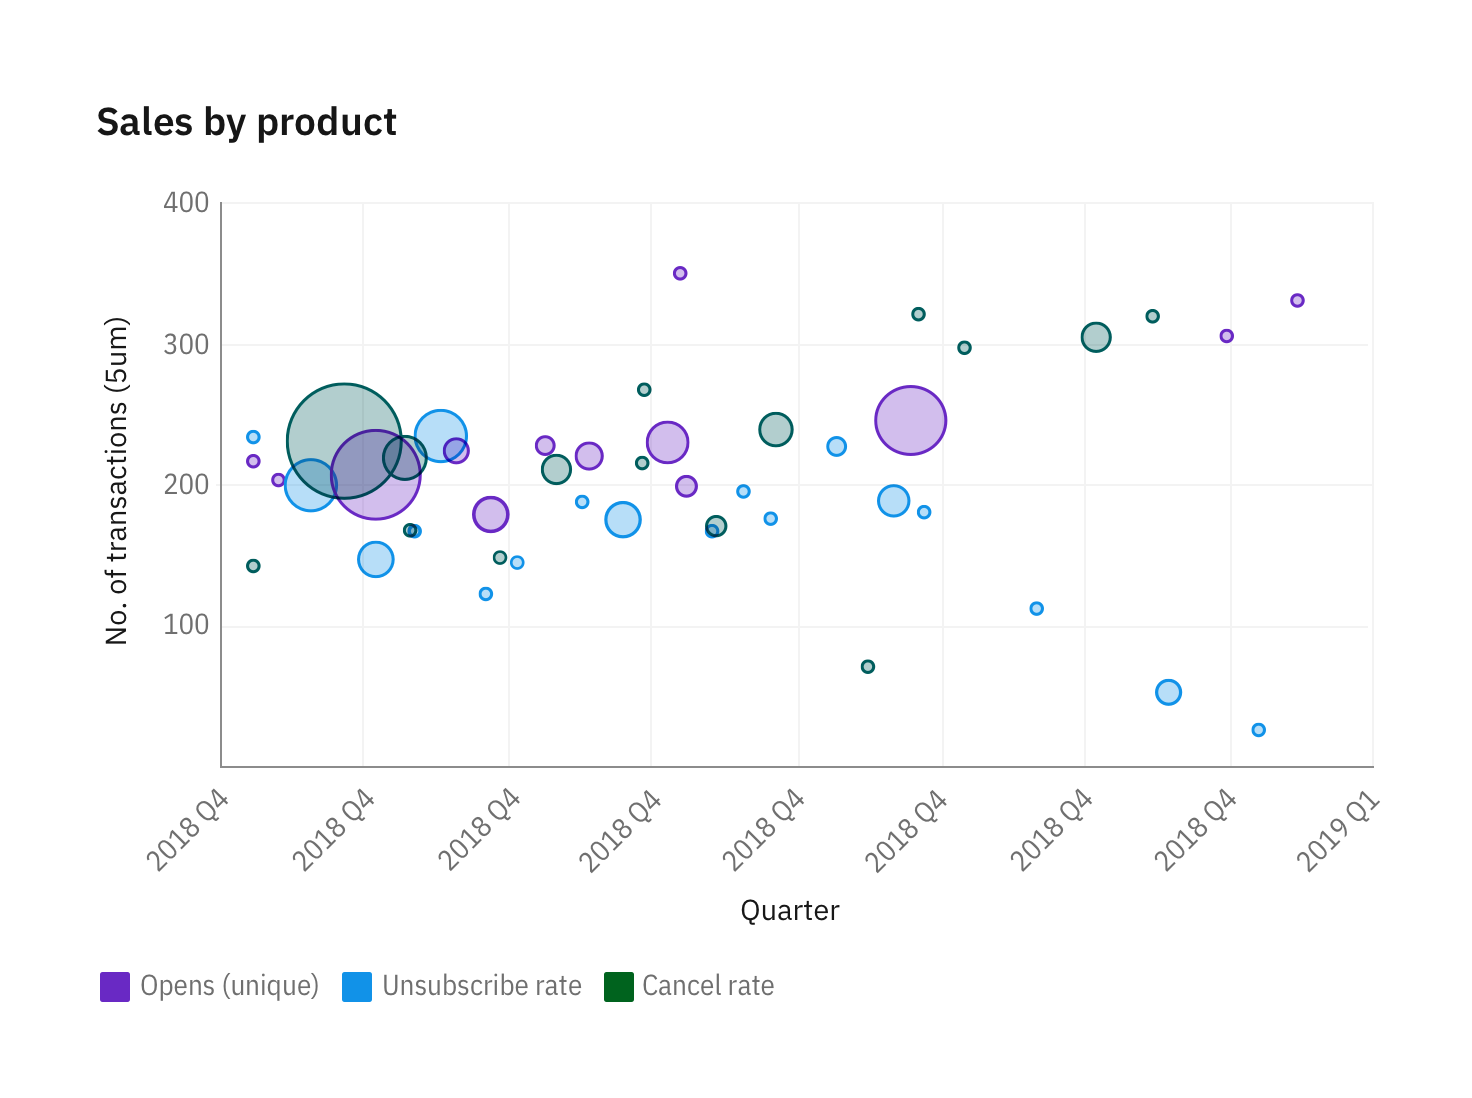 Sales by product
400
300
200
100
No. of transactions (5um)
2018 Q4
2018 Q4
2018 Q4
2018 Q4
2018 Q4
2018 Q4
2018 Q4
2018 Q4
2019 Q1
Quarter
Opens (unique)
Unsubscribe rate
Cancel rate